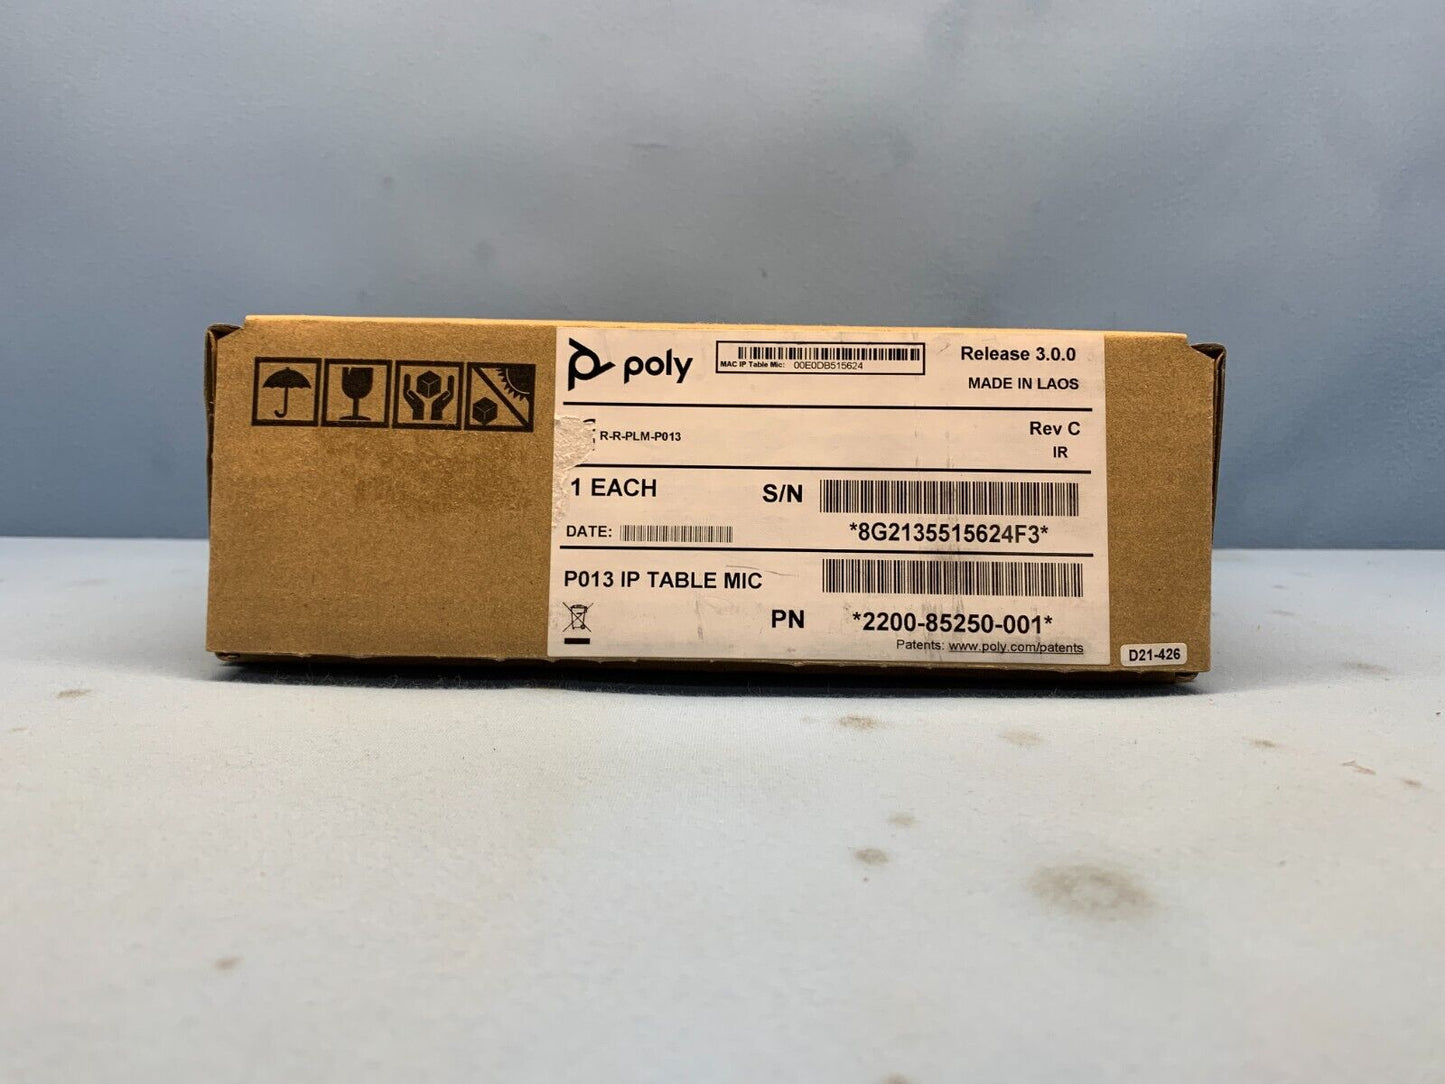 poly
MAC IP Table Mic: 00E0DB515624
Release 3.0.0
MADE IN LAOS
R-R-PLM-P013
Rev C
IR
1 EACH
S/N
*8G2135515624F3*
DATE:
P013 IP TABLE MIC
PN
*2200-85250-001*
Patents: www.poly.com/patents
D21-426